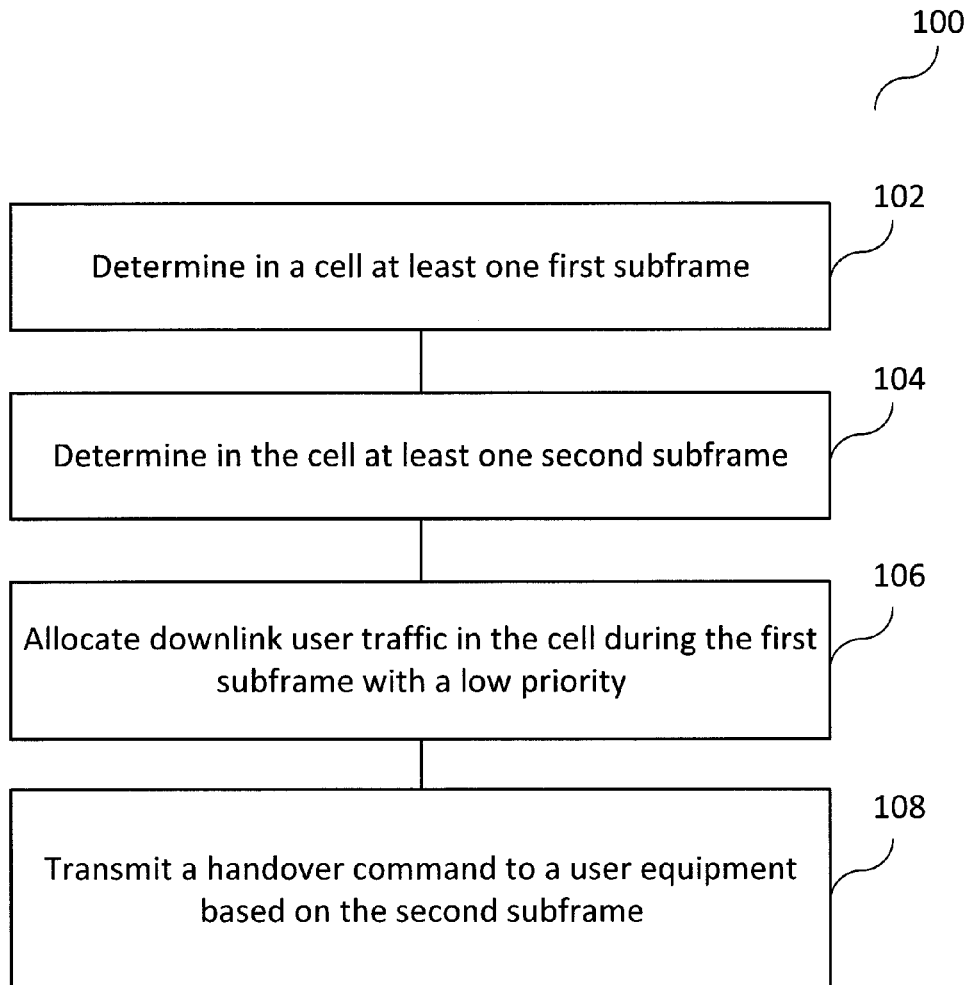 100
102
Determine in a cell at least one first subframe
104
Determine in the cell at least one second subframe
106
Allocate downlink user traffic in the cell during the first
subframe with a low priority
108
Transmit a handover command to a user equipment
based on the second subframe